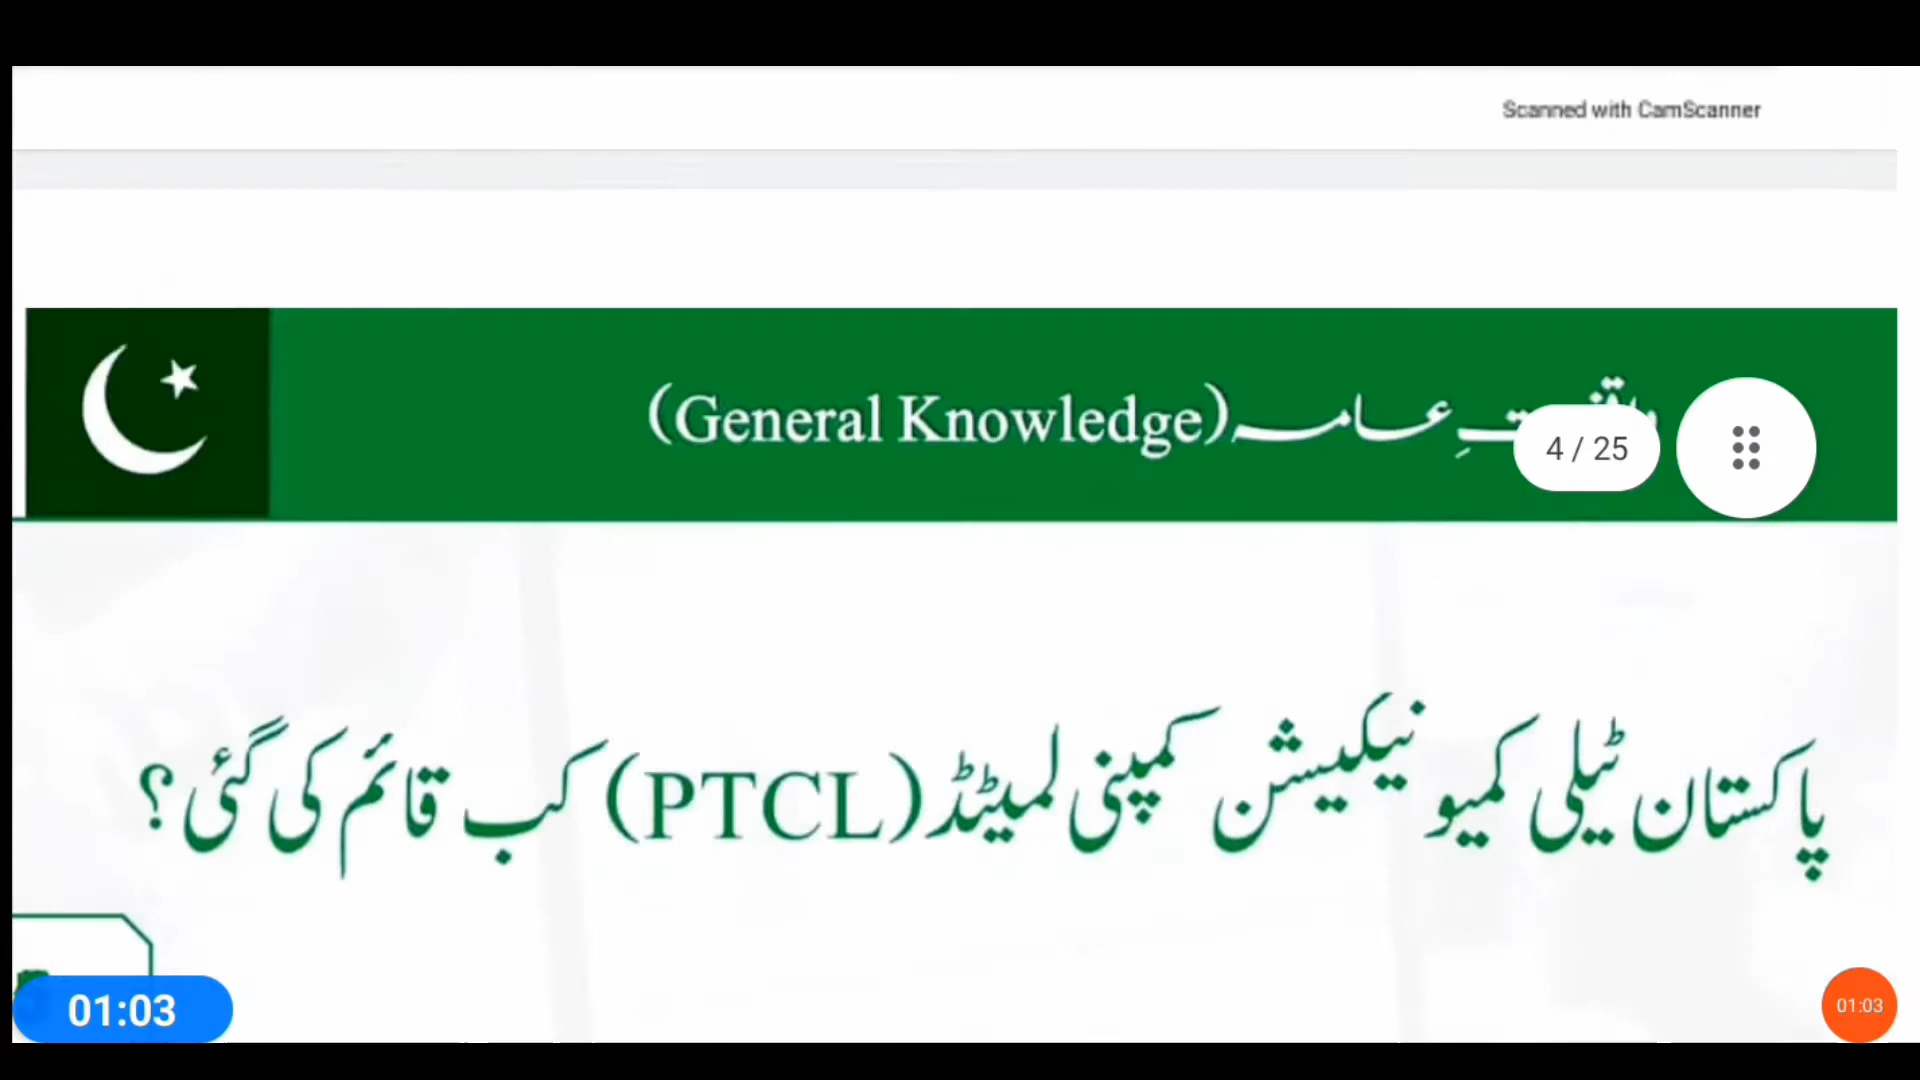 Scanned with CamScanner
عامہ (General Knowledge)
4 / 25
پاکستان ٹیلی کمیونیکیشن کمپنی لمیٹڈ (PTCL) کب قائم کی گئی؟
01:03
01:03